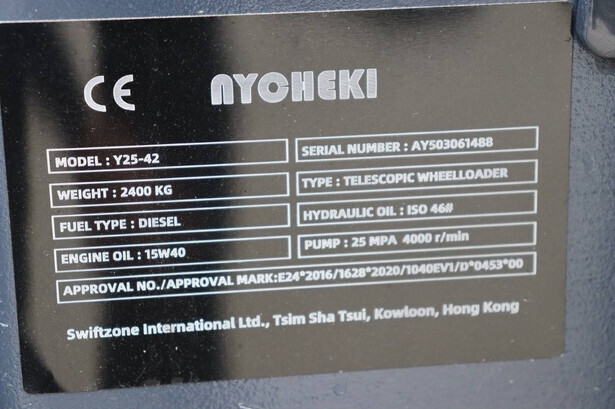 CE NYCHEKI
MODEL : Y25-42
SERIAL NUMBER : AY503061488
WEIGHT : 2400 KG
TYPE : TELESCOPIC WHEELLOADER
FUEL TYPE : DIESEL
HYDRAULIC OIL : ISO 46#
ENGINE OIL : 15W40
PUMP : 25 MPA 4000 r/min
APPROVAL NO./APPROVAL MARK:E24*2016/1628*2020/1040EV1/D*0453*00
Swiftzone International Ltd., Tsim Sha Tsui, Kowloon, Hong Kong